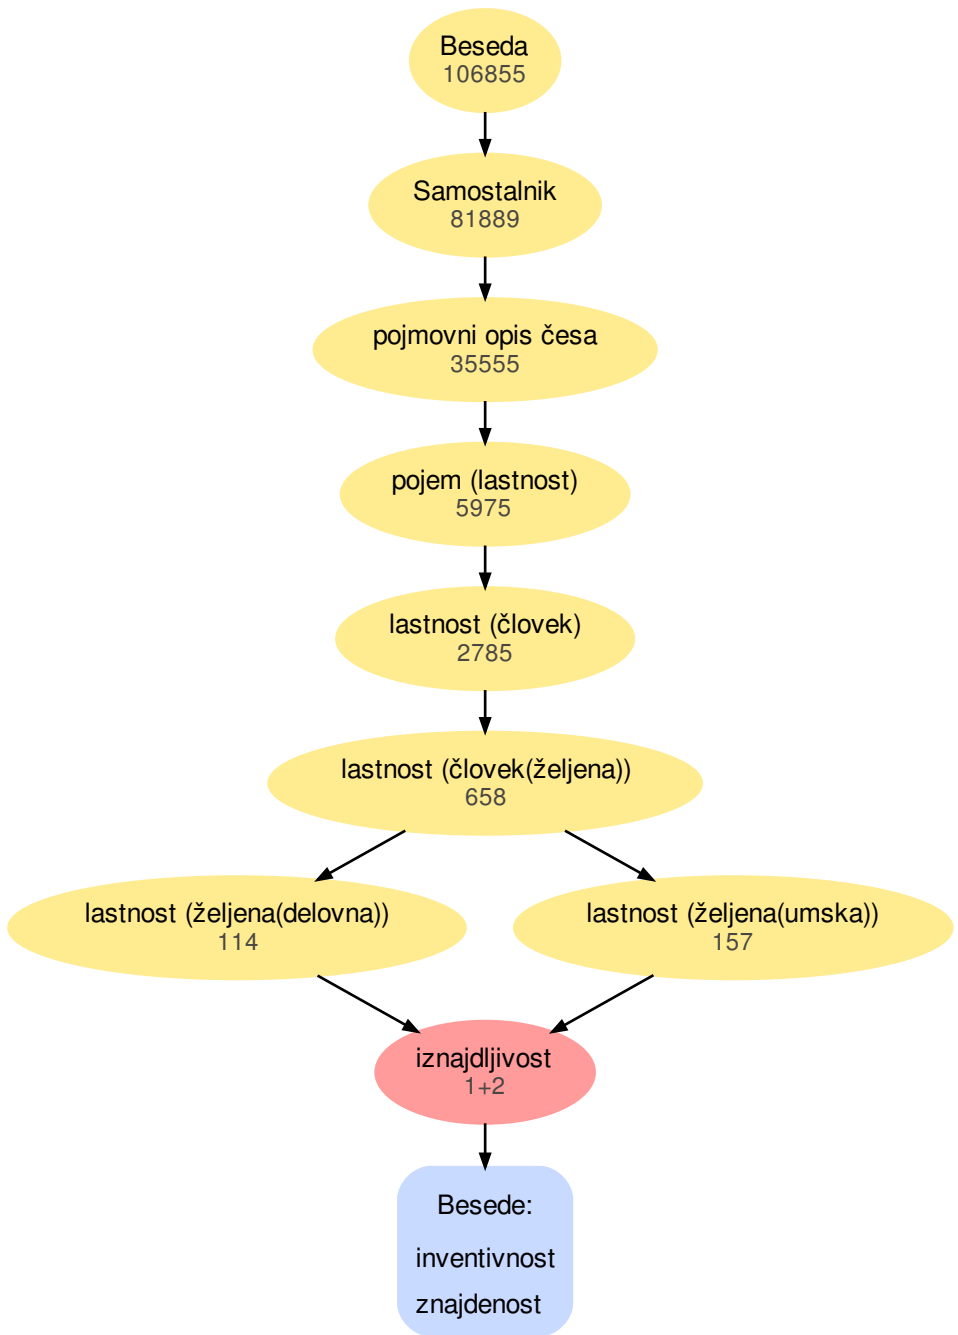 Beseda
106855
Samostalnik
81889
pojmovni opis česa
35555
pojem (lastnost)
5975
lastnost (človek)
2785
lastnost (človek(željena))
658
lastnost (željena(delovna))
114
lastnost (željena(umska))
157
iznajdljivost
1+2
Besede:
inventivnost
znajdenost